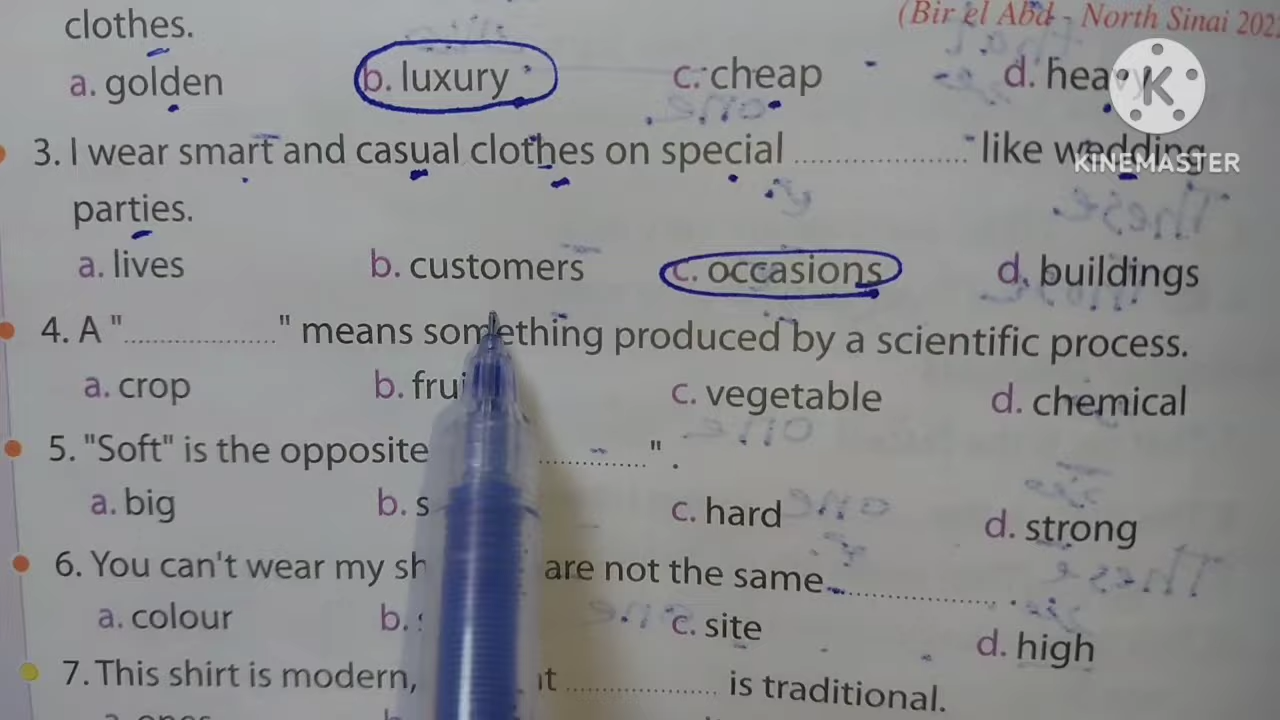 clothes.
(Bir el Abd - North Sinai 202
a. golden b. luxury c. cheap d. heavy
3. I wear smart and casual clothes on special .................... like wedding
KINEMASTER
parties.
a. lives b. customers c. occasions d. buildings
4. A "....................." means something produced by a scientific process.
a. crop b. frui c. vegetable d. chemical
5. "Soft" is the opposite ............... ".
a. big b. s c. hard d. strong
6. You can't wear my sh are not the same .................... .
a. colour b. c. site d. high
7. This shirt is modern, .................... is traditional.